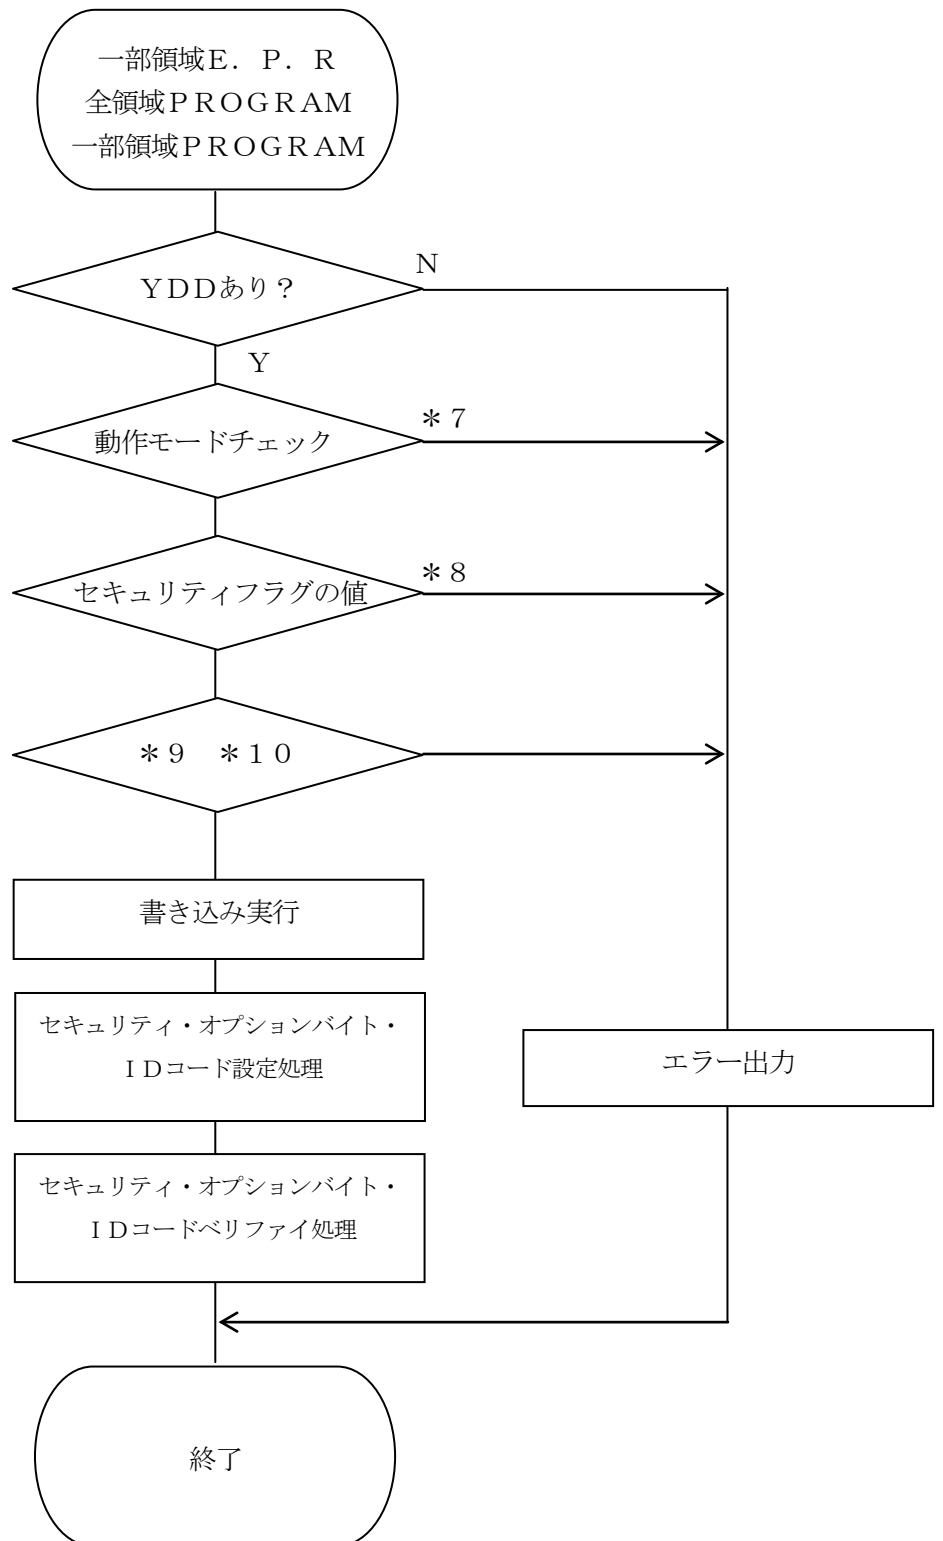 一部領域E．P．R
全領域PROGRAM
一部領域PROGRAM
N
YDDあり？
Y
＊7
動作モードチェック
＊8
セキュリティフラグの値
＊9　＊10
書き込み実行
セキュリティ・オプションバイト・
IDコード設定処理
エラー出力
セキュリティ・オプションバイト・
IDコードベリファイ処理
終了